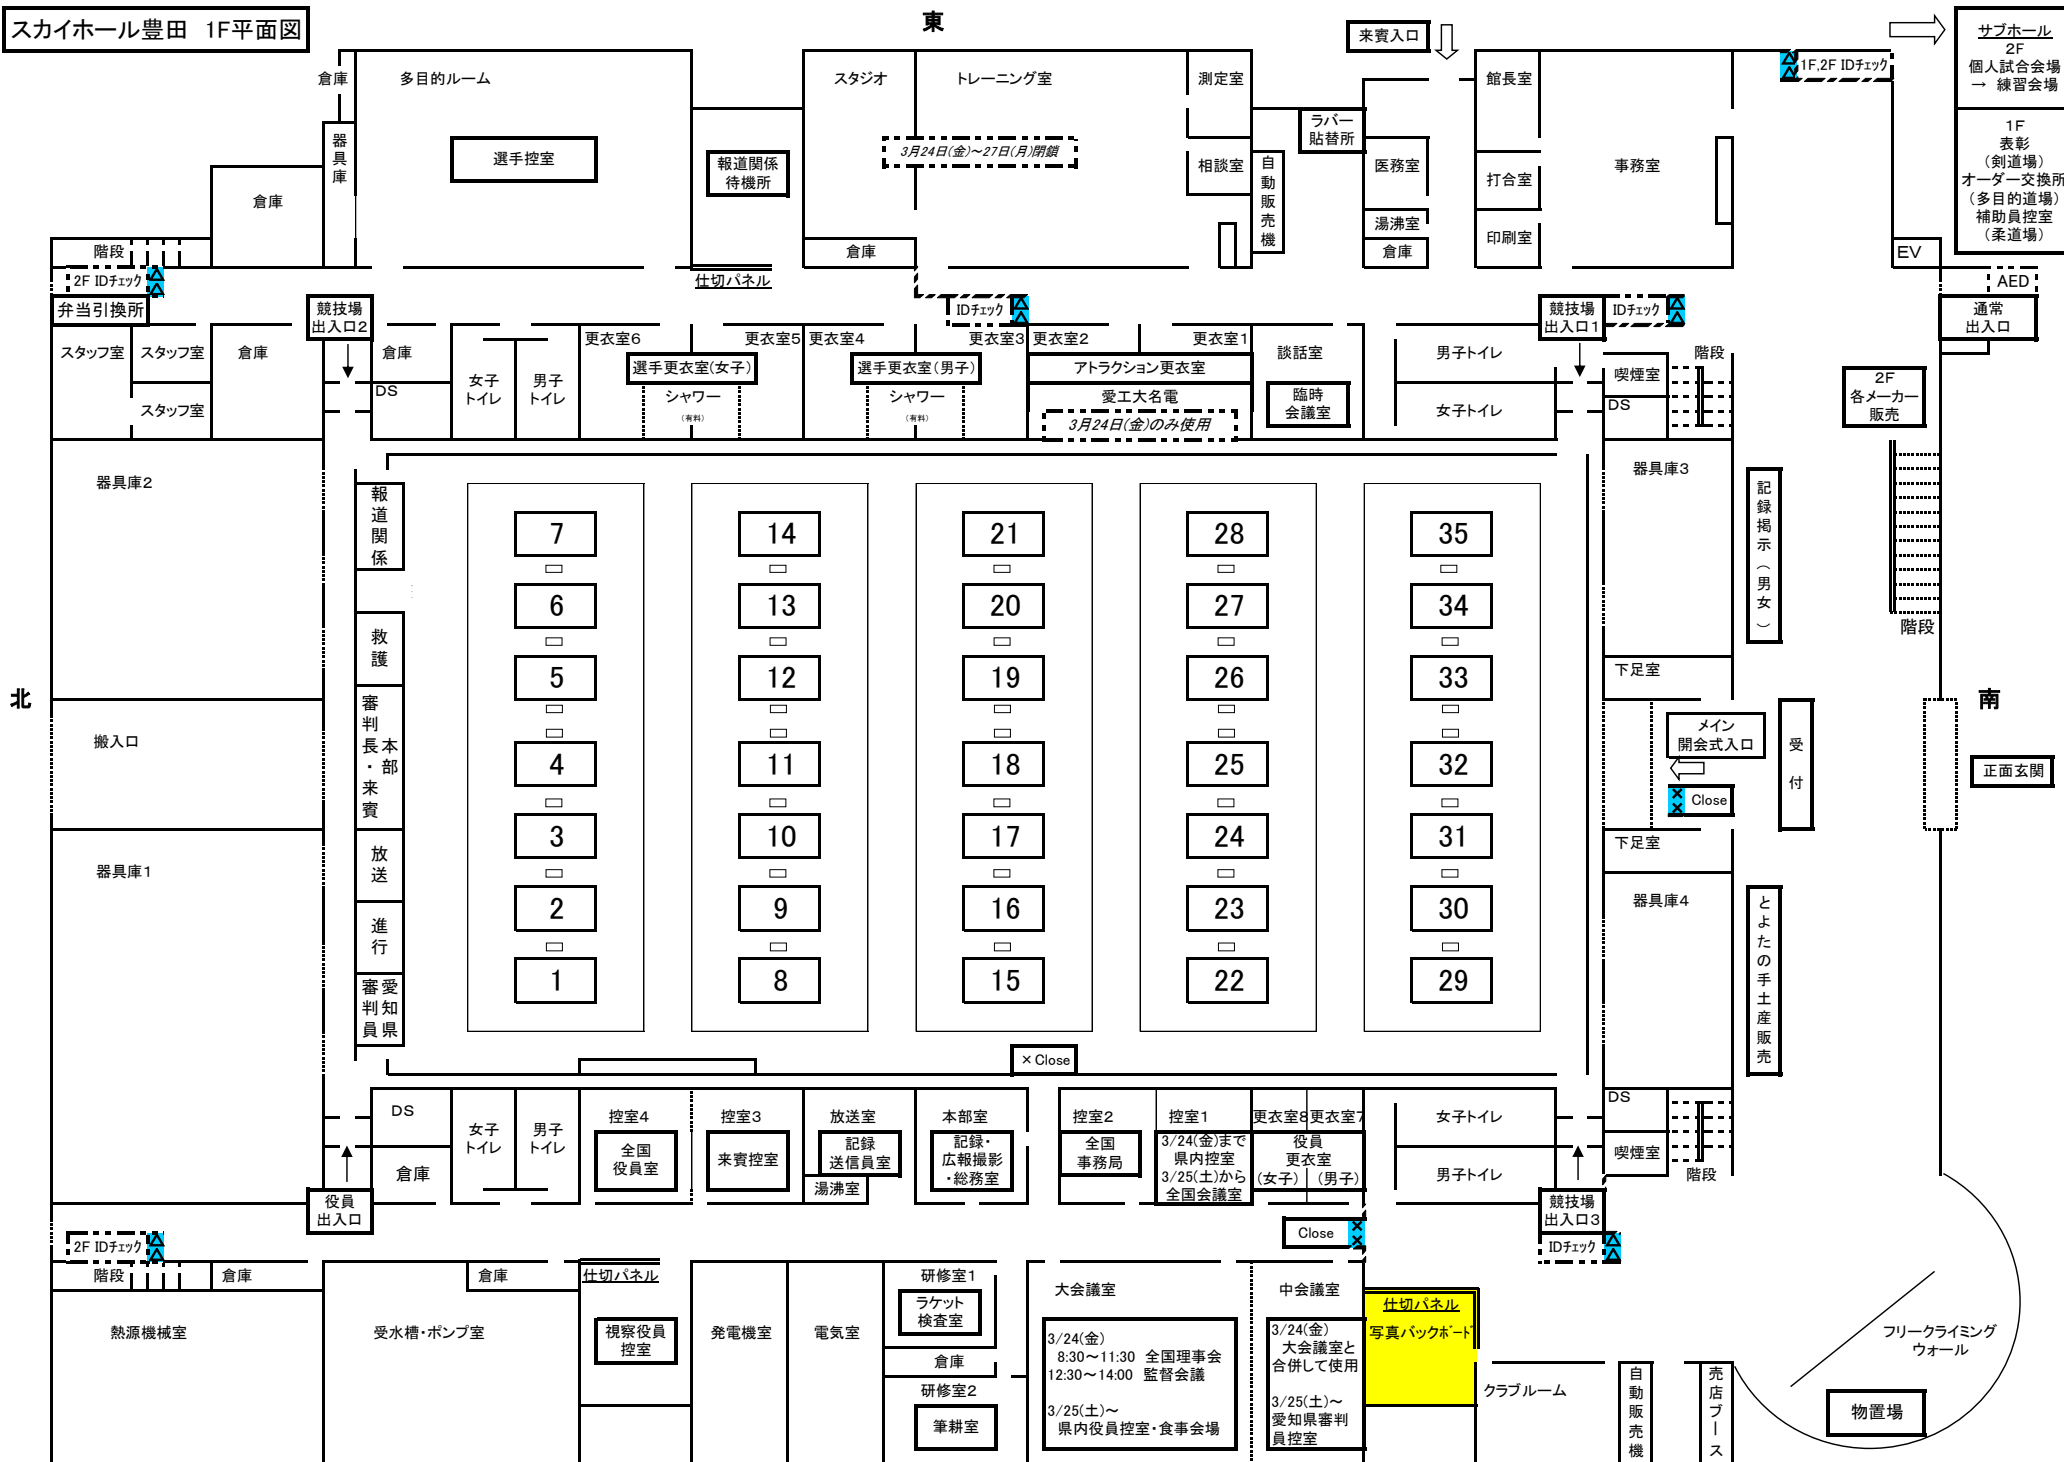 スカイホール豊田 1F平面図
東
来賓入口
サブホール
2F
個人試合会場
→ 練習会場
1F
表彰
(剣道場)
オーダー交換所
(多目的道場)
補助員控室
(柔道場)
倉庫
多目的ルーム
スタジオ
トレーニング室
測定室
館長室
1F,2F IDチェック
器具庫
選手控室
報道関係
待機所
3月24日(金)～27日(月)閉鎖
相談室
自動販売機
ラバー
貼替所
医務室
打合室
事務室
倉庫
湯沸室
印刷室
階段
倉庫
倉庫
EV
2F IDチェック
仕切パネル
AED
弁当引換所
競技場
出入口2
IDチェック
競技場
出入口1
IDチェック
通常
出入口
スタッフ室
スタッフ室
倉庫
倉庫
更衣室6
更衣室5
更衣室4
更衣室3
更衣室2
更衣室1
談話室
男子トイレ
階段
女子
トイレ
男子
トイレ
選手更衣室(女子)
選手更衣室(男子)
アトラクション更衣室
喫煙室
2F
各メーカー
販売
スタッフ室
DS
シャワー
(有料)
シャワー
(有料)
愛工大名電
3月24日(金)のみ使用
臨時
会議室
女子トイレ
DS
器具庫2
報道関係
器具庫3
記録掲示(男女)
7
14
21
28
35
6
13
20
27
34
階段
救護
5
12
19
26
33
下足室
北
南
審判長・来賓
本部
搬入口
メイン
開会式入口
受付
4
11
18
25
32
正面玄関
Close
放送
3
10
17
24
31
下足室
器具庫1
器具庫4
とよたの手土産販売
進行
2
9
16
23
30
愛知県
審判員
1
8
15
22
29
× Close
DS
女子
トイレ
男子
トイレ
控室4
控室3
放送室
本部室
控室2
控室1
更衣室8
更衣室7
女子トイレ
DS
全国
役員室
来賓控室
記録
送信員室
記録・
広報撮影
・総務室
全国
事務局
3/24(金)まで
県内控室
3/25(土)から
全国会議室
役員
更衣室
(女子)
(男子)
男子トイレ
喫煙室
階段
倉庫
湯沸室
役員
出入口
競技場
出入口3
Close
2F IDチェック
IDチェック
階段
倉庫
倉庫
仕切パネル
研修室1
大会議室
中会議室
仕切パネル
写真バックボード
熱源機械室
受水槽・ポンプ室
視察役員
控室
発電機室
電気室
ラケット
検査室
倉庫
研修室2
筆耕室
3/24(金)
8:30～11:30 全国理事会
12:30～14:00 監督会議
3/25(土)～
県内役員控室・食事会場
3/24(金)
大会議室と
合併して使用
3/25(土)～
愛知県審判
員控室
クラブルーム
自動販売機
売店ブース
フリークライミング
ウォール
物置場